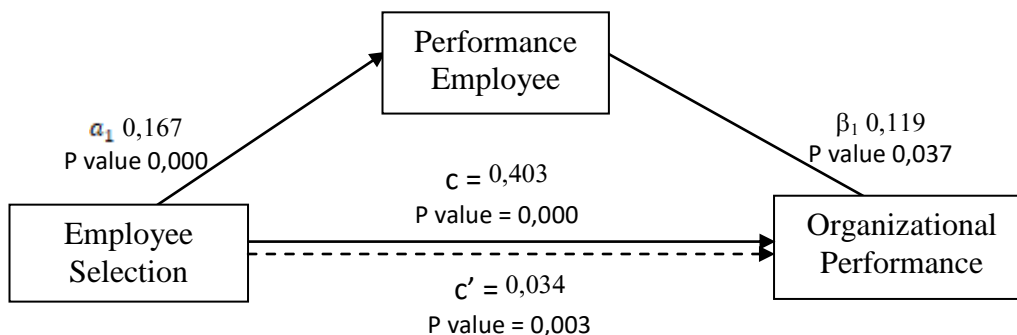 Performance
Employee
a₁ 0,167
P value 0,000
β₁ 0,119
P value 0,037
c = 0,403
P value = 0,000
Employee
Selection
Organizational
Performance
c’ = 0,034
P value = 0,003